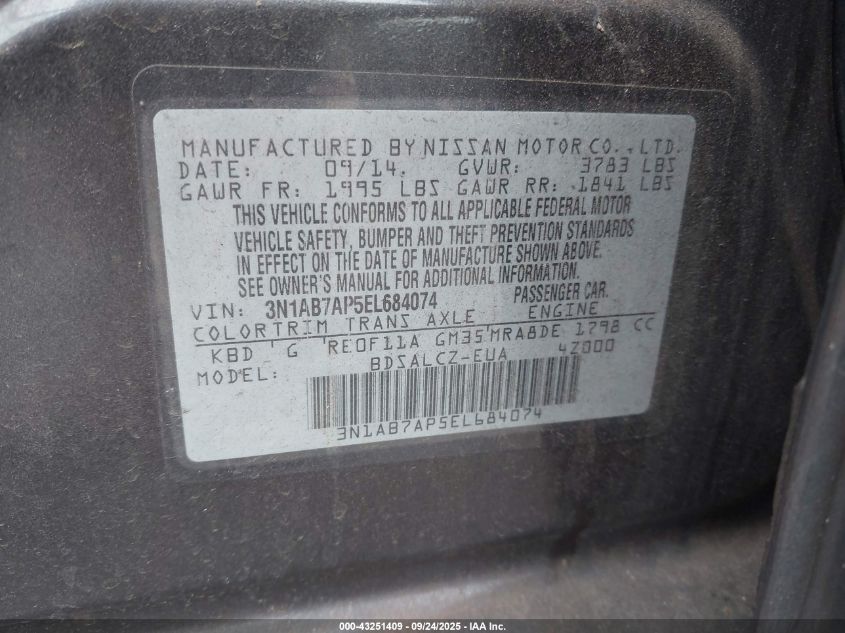 MANUFACTURED BY NISSAN MOTOR CO., LTD.
DATE: 09/14 GVWR: 3783 LBS
GAWR FR: 1995 LBS GAWR RR: 1841 LBS
THIS VEHICLE CONFORMS TO ALL APPLICABLE FEDERAL MOTOR
VEHICLE SAFETY, BUMPER AND THEFT PREVENTION STANDARDS
IN EFFECT ON THE DATE OF MANUFACTURE SHOWN ABOVE.
SEE OWNER'S MANUAL FOR ADDITIONAL INFORMATION.
VIN: 3N1AB7AP5EL684074 PASSENGER CAR.
COLOR TRIM TRANS AXLE ENGINE
KBD G RE0F11A GM35 MRA8DE 1798 CC
MODEL: BDSALCZ-EUA 42000
3N1AB7AP5EL684074
000-43251409 - 09/24/2025 - IAA Inc.